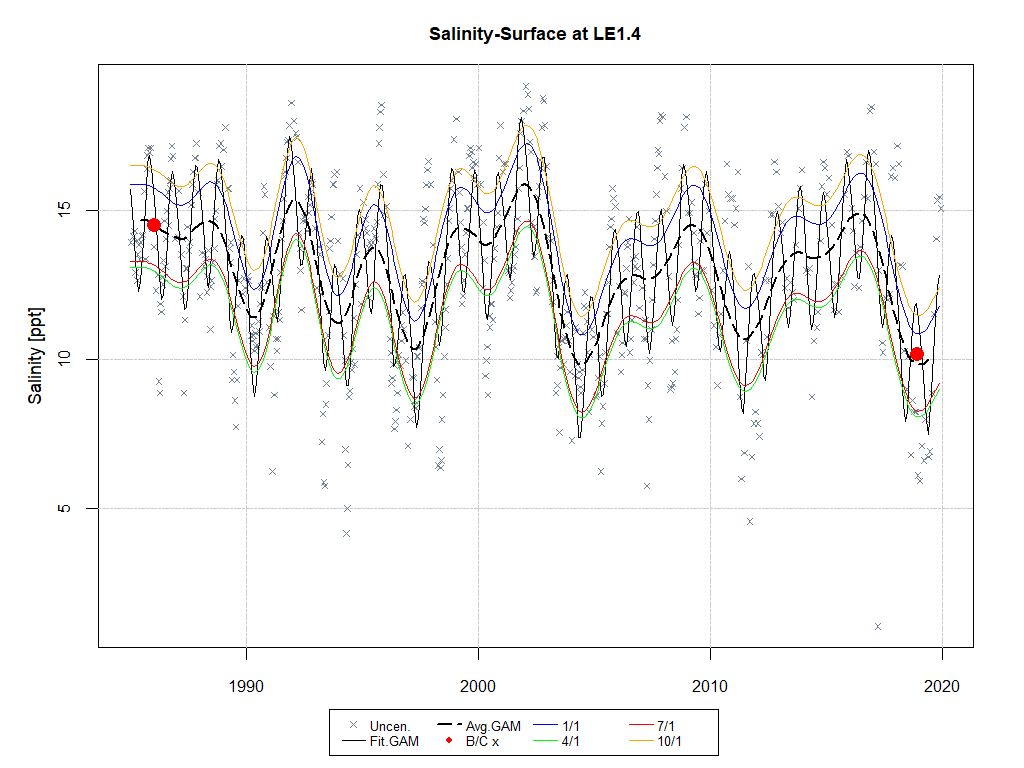 Salinity-Surface at LE1.4
Salinity [ppt]
15
10
5
1990 2000 2010 2020
Uncen. Avg.GAM 1/1 7/1
Fit.GAM B/C x 4/1 10/1